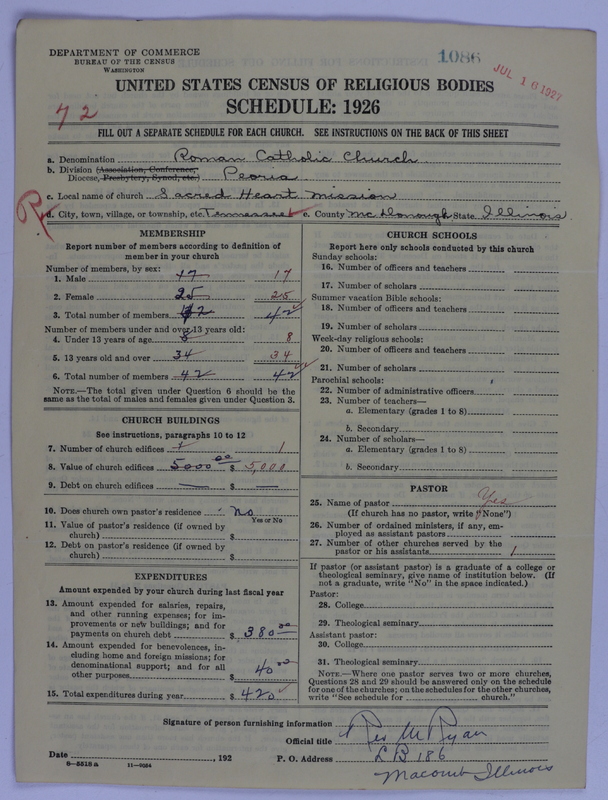 DEPARTMENT OF COMMERCE
BUREAU OF THE CENSUS
WASHINGTON
1086
JUL 16 1927
UNITED STATES CENSUS OF RELIGIOUS BODIES
SCHEDULE: 1926
72
FILL OUT A SEPARATE SCHEDULE FOR EACH CHURCH. SEE INSTRUCTIONS ON THE BACK OF THIS SHEET
a. Denomination Roman Catholic Church
b. Division (Association, Conference,
Diocese, Presbytery, Synod, etc.) Peoria
c. Local name of church Sacred Heart Mission
d. City, town, village, or township, etc. Tennessee e. County McDonough State Illinois
MEMBERSHIP
Report number of members according to definition of
member in your church
Number of members, by sex:
1. Male 17 17
2. Female 25 25
3. Total number of members 42 42
Number of members under and over 13 years old:
4. Under 13 years of age 8 8
5. 13 years old and over 34 34
6. Total number of members 42 42
NOTE.—The total given under Question 6 should be the
same as the total of males and females given under Question 3.
CHURCH BUILDINGS
See instructions, paragraphs 10 to 12
7. Number of church edifices 1 1
8. Value of church edifices 5000 00 $ 5,000
9. Debt on church edifices — $ —
10. Does church own pastor's residence No
Yes or No
11. Value of pastor's residence (if owned by
church) $
12. Debt on pastor's residence (if owned by
church) $
EXPENDITURES
Amount expended by your church during last fiscal year
13. Amount expended for salaries, repairs,
and other running expenses; for im-
provements or new buildings; and for
payments on church debt $ 380 00
14. Amount expended for benevolences, in-
cluding home and foreign missions; for
denominational support; and for all
other purposes $ 40 00
15. Total expenditures during year $ 420
CHURCH SCHOOLS
Report here only schools conducted by this church
Sunday schools:
16. Number of officers and teachers
17. Number of scholars
Summer vacation Bible schools:
18. Number of officers and teachers
19. Number of scholars
Week-day religious schools:
20. Number of officers and teachers
21. Number of scholars
Parochial schools:
22. Number of administrative officers
23. Number of teachers—
a. Elementary (grades 1 to 8)
b. Secondary
24. Number of scholars—
a. Elementary (grades 1 to 8)
b. Secondary
PASTOR
25. Name of pastor Yes
(If church has no pastor, write "None")
26. Number of ordained ministers, if any, em-
ployed as assistant pastors
27. Number of other churches served by the
pastor or his assistants 1
If pastor (or assistant pastor) is a graduate of a college or
theological seminary, give name of institution below. (If
not a graduate, write "No" in the space indicated.)
Pastor:
28. College
29. Theological seminary
Assistant pastor:
30. College
31. Theological seminary
NOTE.—Where one pastor serves two or more churches,
Questions 28 and 29 should be answered only on the schedule
for one of the churches; on the schedules for the other churches,
write "See schedule for church."
Signature of person furnishing information Rev M Ryan
Official title
Date , 192 P. O. Address LB 186
8-5518a 11-9264 Macomb Illinois